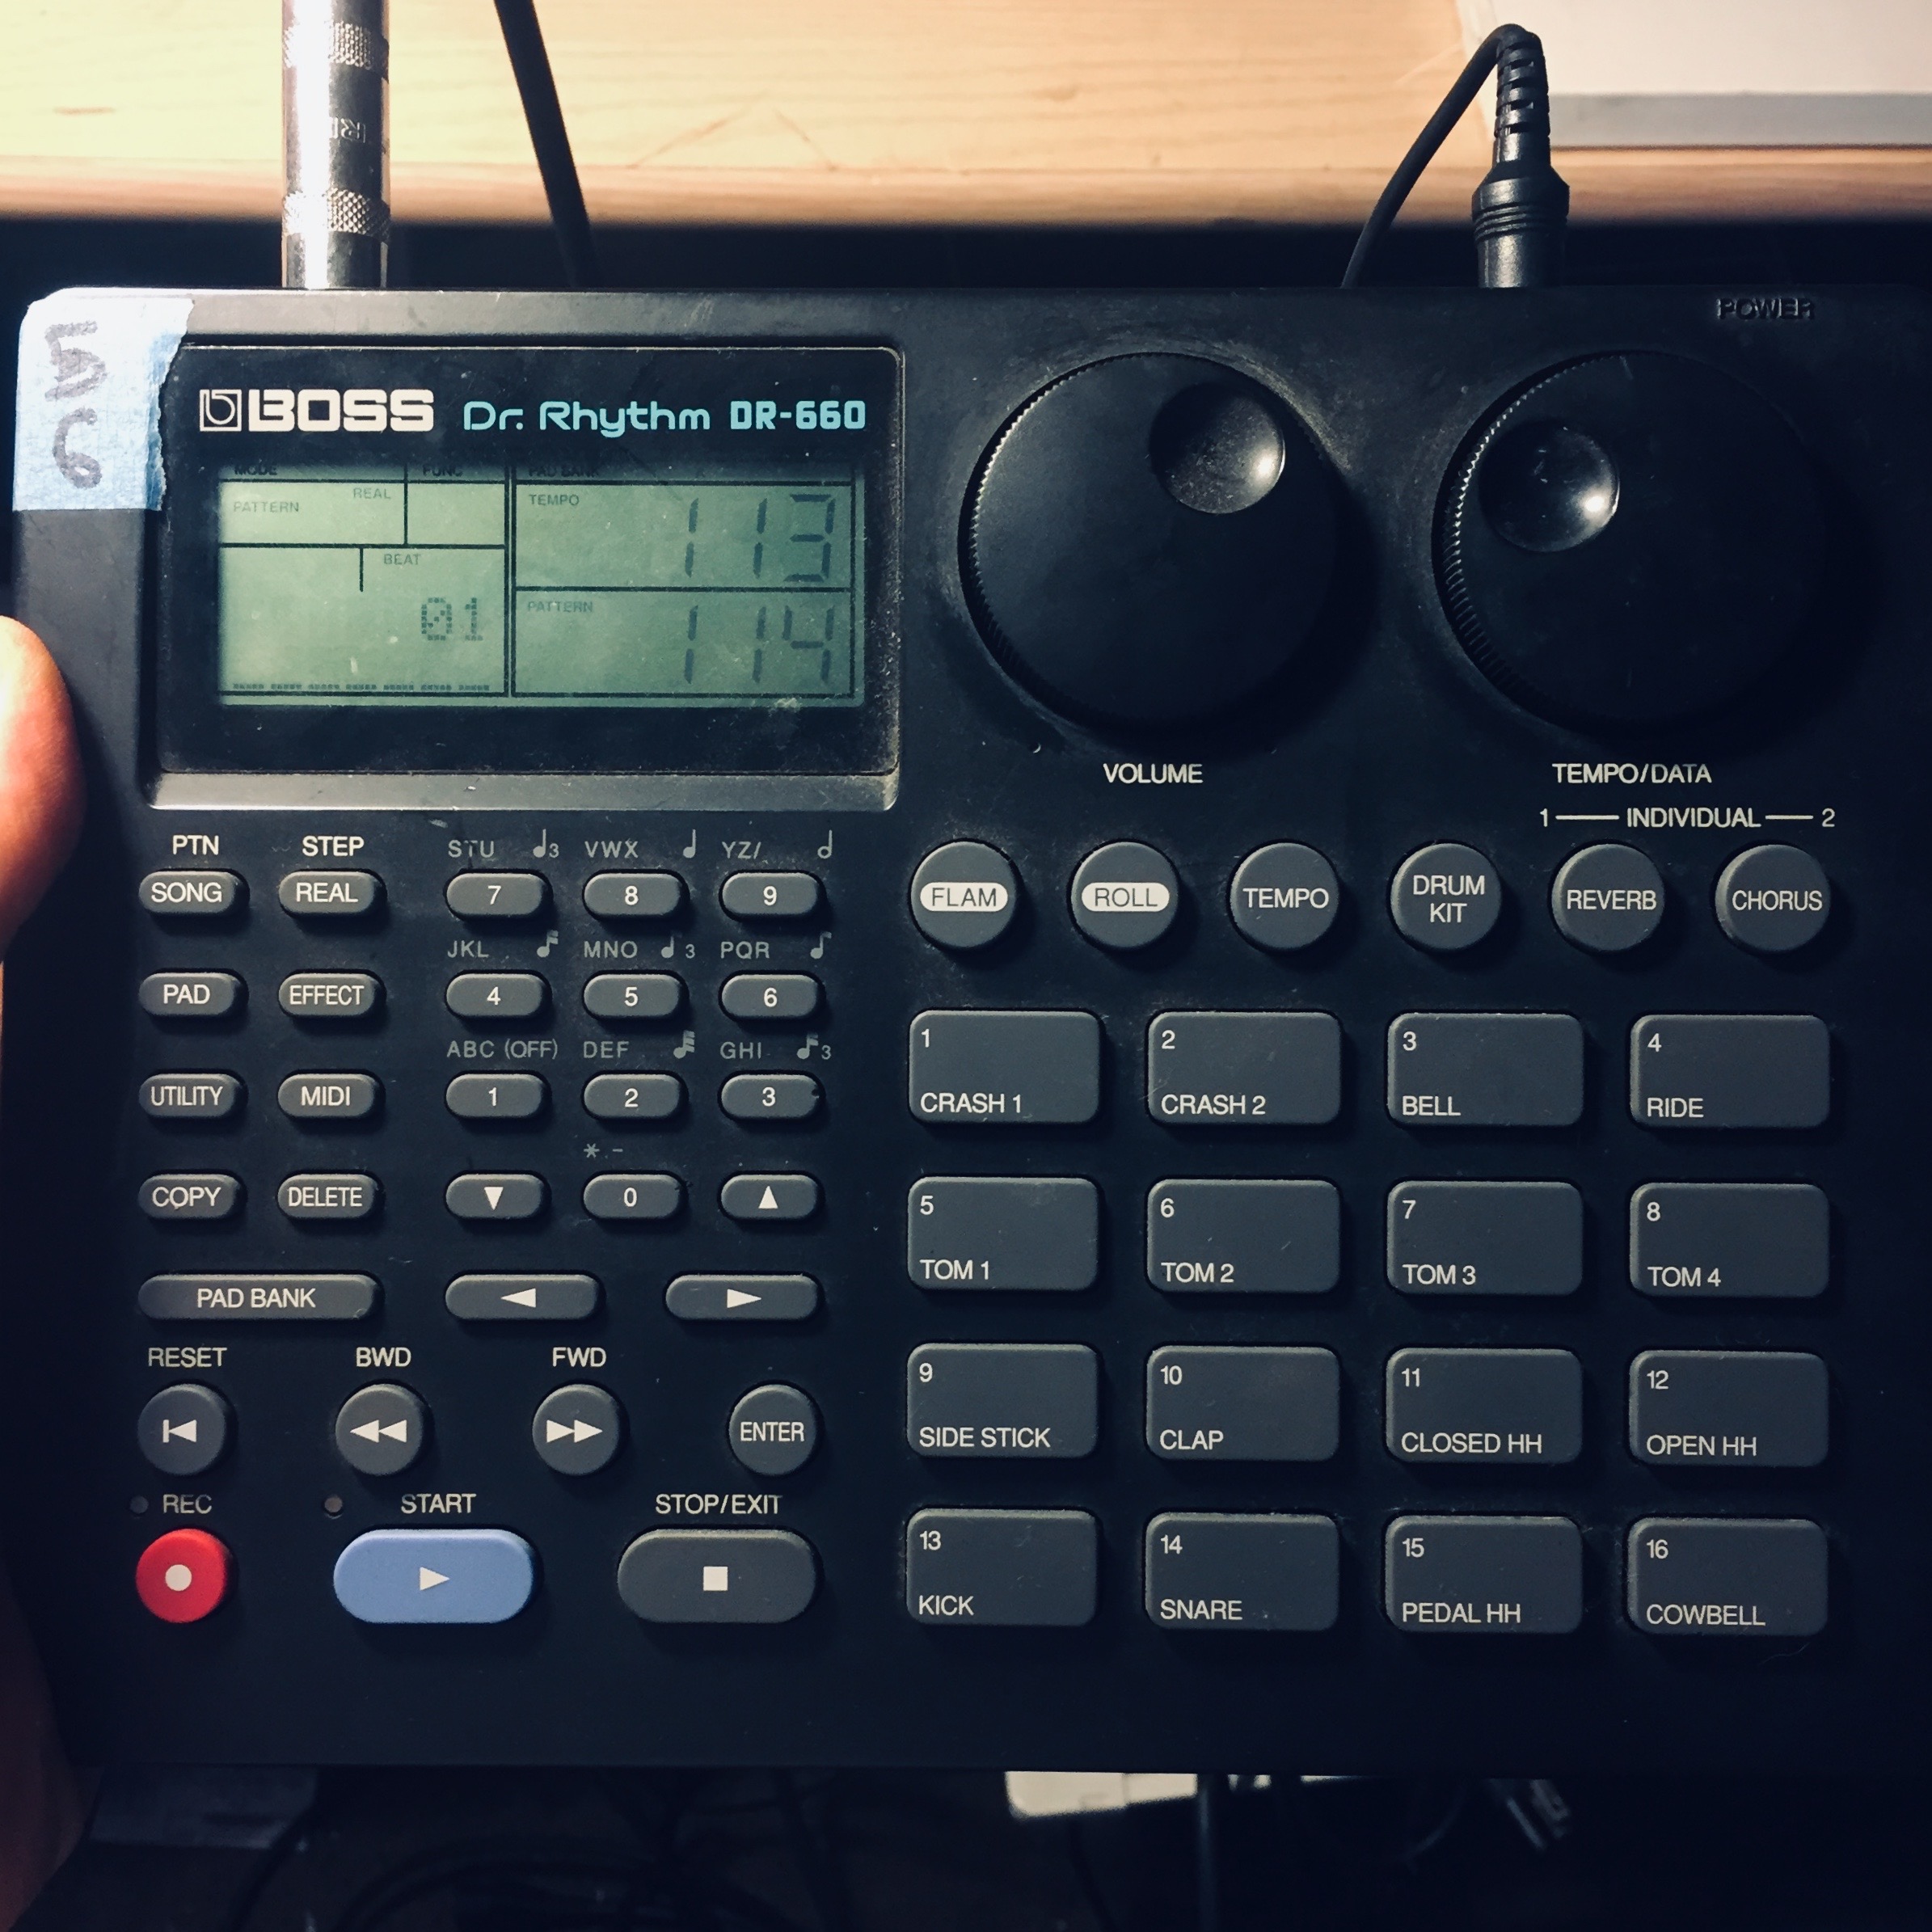 POWER
BOSS Dr. Rhythm DR-660
MODE FUNC PAD BANK
REAL TEMPO 113
PATTERN
BEAT
01 PATTERN 114
VOLUME TEMPO/DATA
1 INDIVIDUAL 2
PTN STEP STU 3 VWX YZ/
SONG REAL 7 8 9 FLAM ROLL TEMPO DRUM KIT REVERB CHORUS
JKL MNO 3 PQR
PAD EFFECT 4 5 6
ABC (OFF) DEF GHI 3
UTILITY MIDI 1 2 3
* . -
COPY DELETE ▼ 0 ▲
PAD BANK ◄ ►
RESET BWD FWD
ENTER
REC START STOP/EXIT
1 2 3 4
CRASH 1 CRASH 2 BELL RIDE
5 6 7 8
TOM 1 TOM 2 TOM 3 TOM 4
9 10 11 12
SIDE STICK CLAP CLOSED HH OPEN HH
13 14 15 16
KICK SNARE PEDAL HH COWBELL